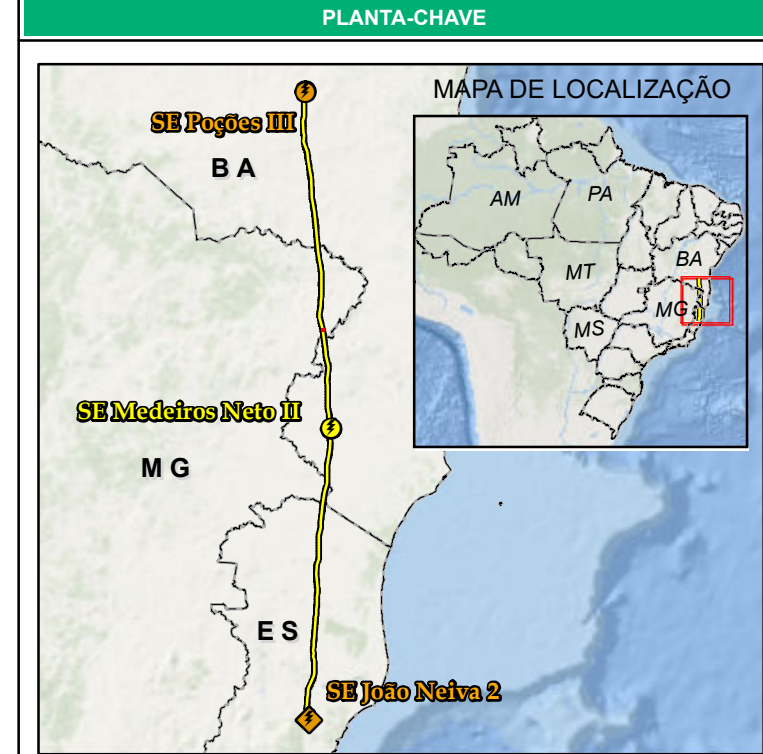 PLANTA-CHAVE
MAPA DE LOCALIZAÇÃO
SE Poções III
B A
AM
PA
BA
MT
MG
MS
SE Medeiros Neto II
M G
E S
SE João Neiva 2